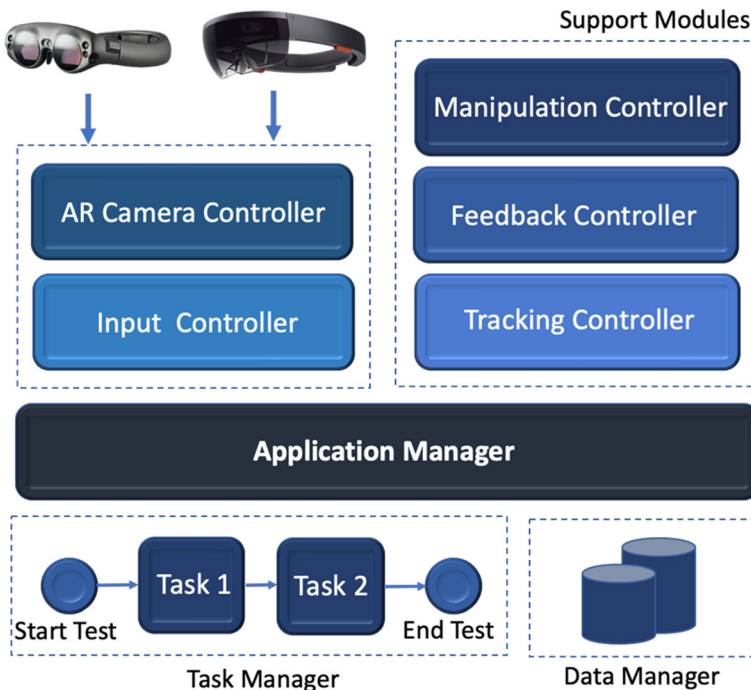 Support Modules
Manipulation Controller
AR Camera Controller
Feedback Controller
Input Controller
Tracking Controller
Application Manager
Task 1
Task 2
Start Test
End Test
Task Manager
Data Manager